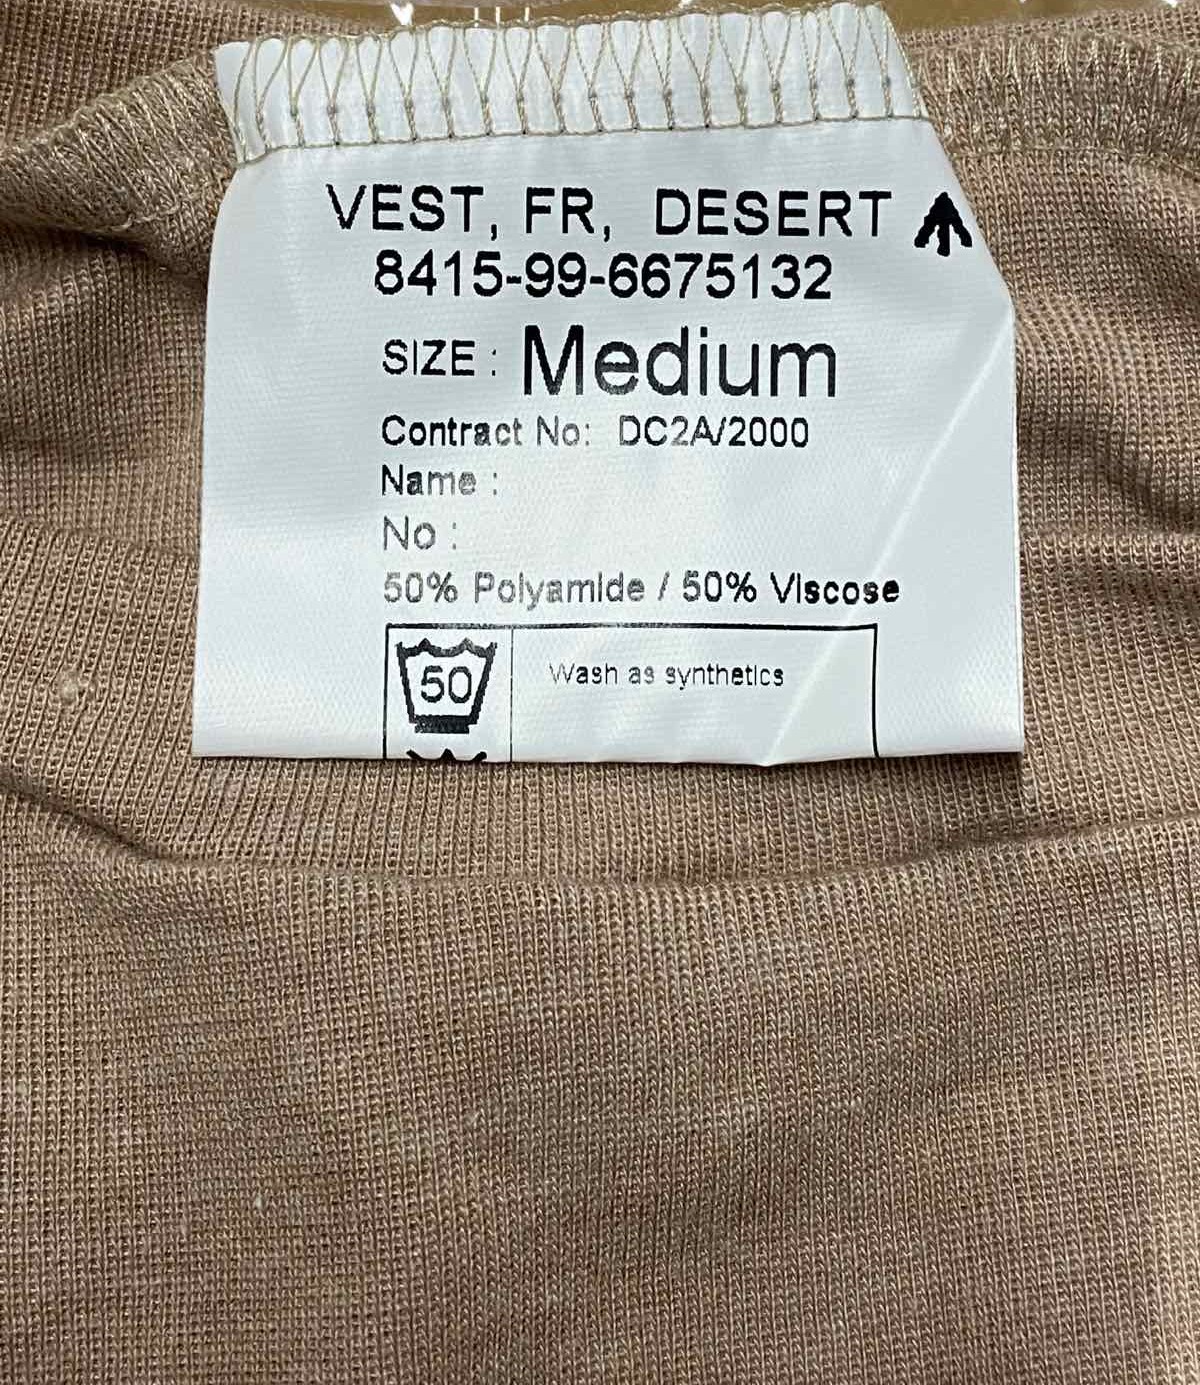 VEST, FR, DESERT
8415-99-6675132
SIZE : Medium
Contract No: DC2A/2000
Name :
No :
50% Polyamide / 50% Viscose
50 Wash as synthetics